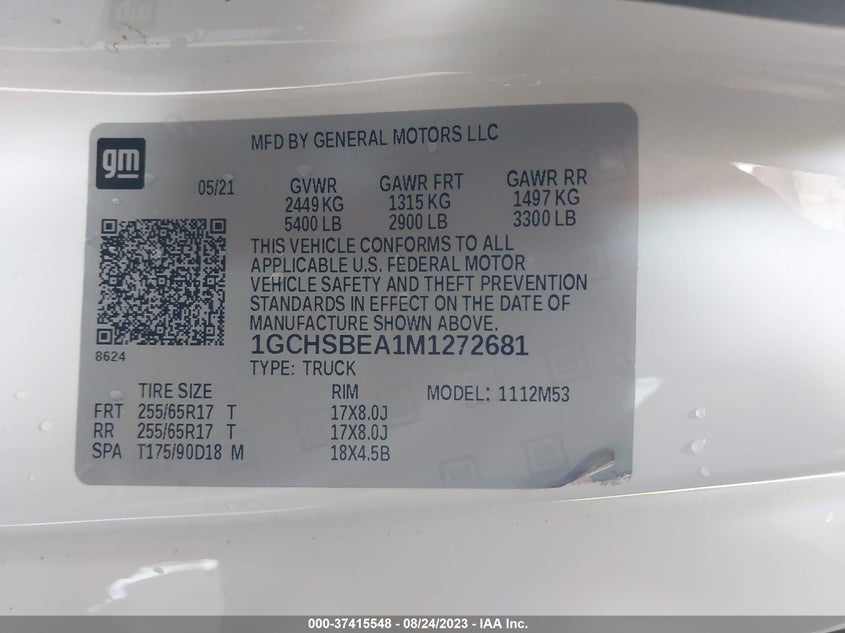 gm
MFD BY GENERAL MOTORS LLC
05/21 GVWR GAWR FRT GAWR RR
2449 KG 1315 KG 1497 KG
5400 LB 2900 LB 3300 LB
THIS VEHICLE CONFORMS TO ALL
APPLICABLE U.S. FEDERAL MOTOR
VEHICLE SAFETY AND THEFT PREVENTION
STANDARDS IN EFFECT ON THE DATE OF
MANUFACTURE SHOWN ABOVE.
8624
1GCHSBEA1M1272681
TYPE: TRUCK
TIRE SIZE RIM MODEL: 1112M53
FRT 255/65R17 T 17X8.0J
RR 255/65R17 T 17X8.0J
SPA T175/90D18 M 18X4.5B
000-37415548 - 08/24/2023 - IAA Inc.